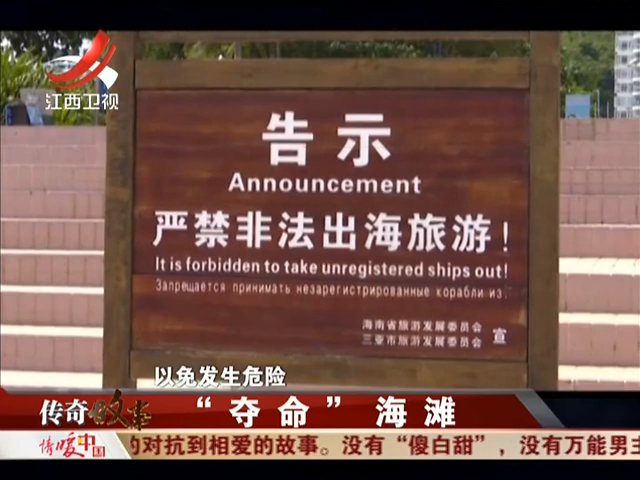 江西卫视
告示
Announcement
严禁非法出海旅游！
It is forbidden to take unregistered ships out!
Запрещается принимать незарегистрированные корабли из.
海南省旅游发展委员会
三亚市旅游发展委员会
宣
以免发生危险
传奇故事
“夺命”海滩
情暖中国
的对抗到相爱的故事。没有“傻白甜”，没有万能男主